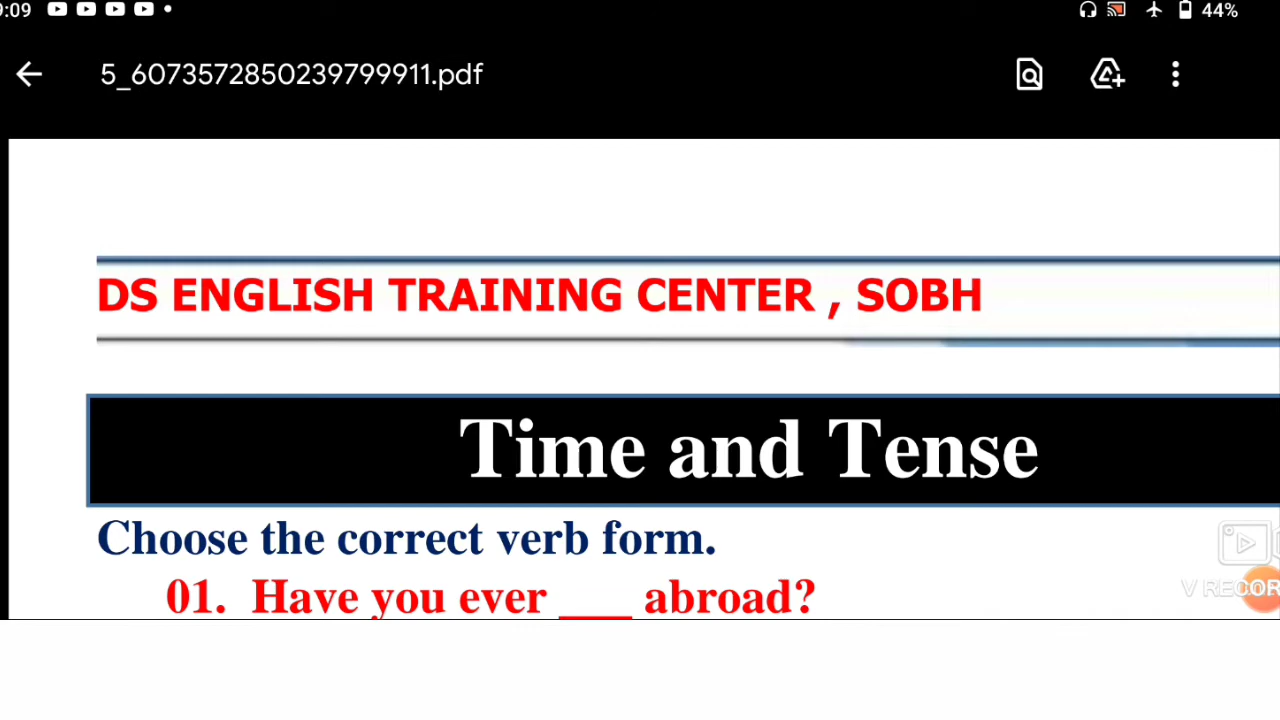 :09 44%
5_6073572850239799911.pdf
DS ENGLISH TRAINING CENTER , SOBH
Time and Tense
Choose the correct verb form.
01. Have you ever ___ abroad?
V RECOR